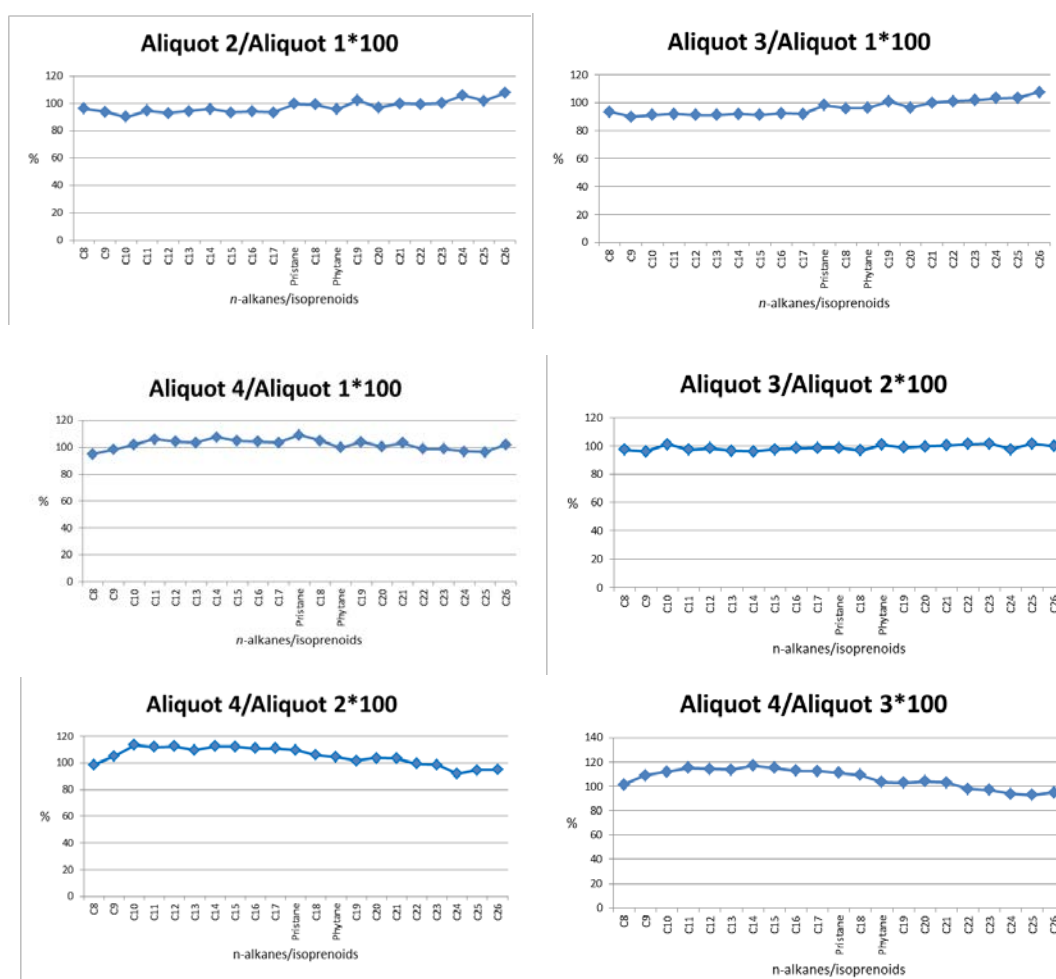 Aliquot 2/Aliquot 1*100
120
100
80
60
40
20
0
%
C8 C9 C10 C11 C12 C13 C14 C15 C16 C17 Pristane C18 Phytane C19 C20 C21 C22 C23 C24 C25 C26
n-alkanes/isoprenoids
Aliquot 3/Aliquot 1*100
120
100
80
60
40
20
0
%
C8 C9 C10 C11 C12 C13 C14 C15 C16 C17 Pristane C18 Phytane C19 C20 C21 C22 C23 C24 C25 C26
n-alkanes/isoprenoids
Aliquot 4/Aliquot 1*100
120
100
80
60
40
20
0
%
C8 C9 C10 C11 C12 C13 C14 C15 C16 C17 Pristane C18 Phytane C19 C20 C21 C22 C23 C24 C25 C26
n-alkanes/isoprenoids
Aliquot 3/Aliquot 2*100
120
100
80
60
40
20
0
%
C8 C9 C10 C11 C12 C13 C14 C15 C16 C17 Pristane C18 Phytane C19 C20 C21 C22 C23 C24 C25 C26
n-alkanes/isoprenoids
Aliquot 4/Aliquot 2*100
120
100
80
60
40
20
0
%
C8 C9 C10 C11 C12 C13 C14 C15 C16 C17 Pristane C18 Phytane C19 C20 C21 C22 C23 C24 C25 C26
n-alkanes/isoprenoids
Aliquot 4/Aliquot 3*100
140
120
100
80
60
40
20
0
%
C8 C9 C10 C11 C12 C13 C14 C15 C16 C17 Pristane C18 Phytane C19 C20 C21 C22 C23 C24 C25 C26
n-alkanes/isoprenoids